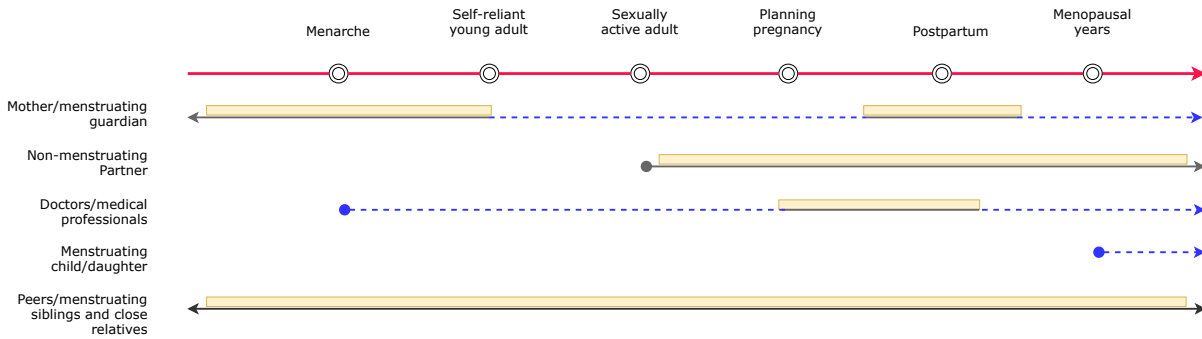 Menarche
Self-reliant
young adult
Sexually
active adult
Planning
pregnancy
Postpartum
Menopausal
years
Mother/menstruating
guardian
Non-menstruating
Partner
Doctors/medical
professionals
Menstruating
child/daughter
Peers/menstruating
siblings and close
relatives